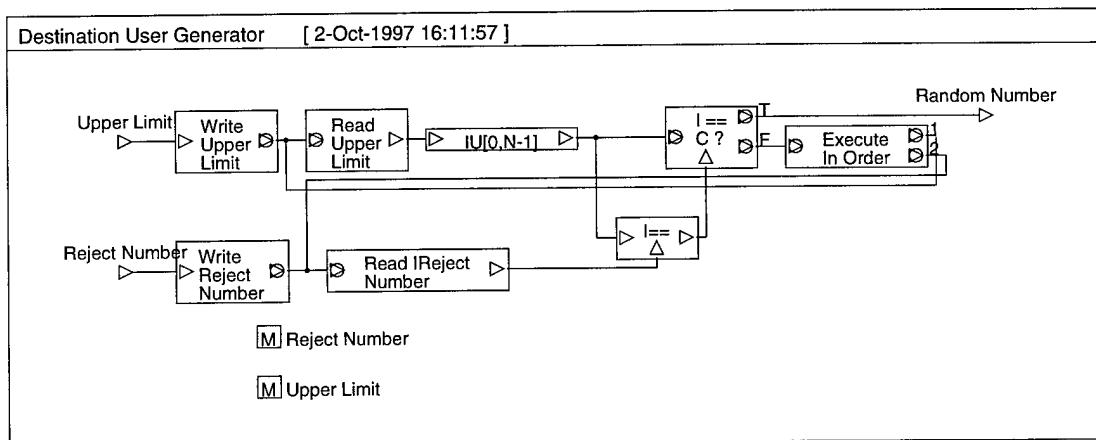 Destination User Generator [ 2-Oct-1997 16:11:57 ]
Upper Limit
Write
Upper
Limit
Read
Upper
Limit
IU[0,N-1]
I ==
C ?
T
F
Random Number
Execute
In Order
1
2
I==
Reject Number
Write
Reject
Number
Read IReject
Number
M Reject Number
M Upper Limit